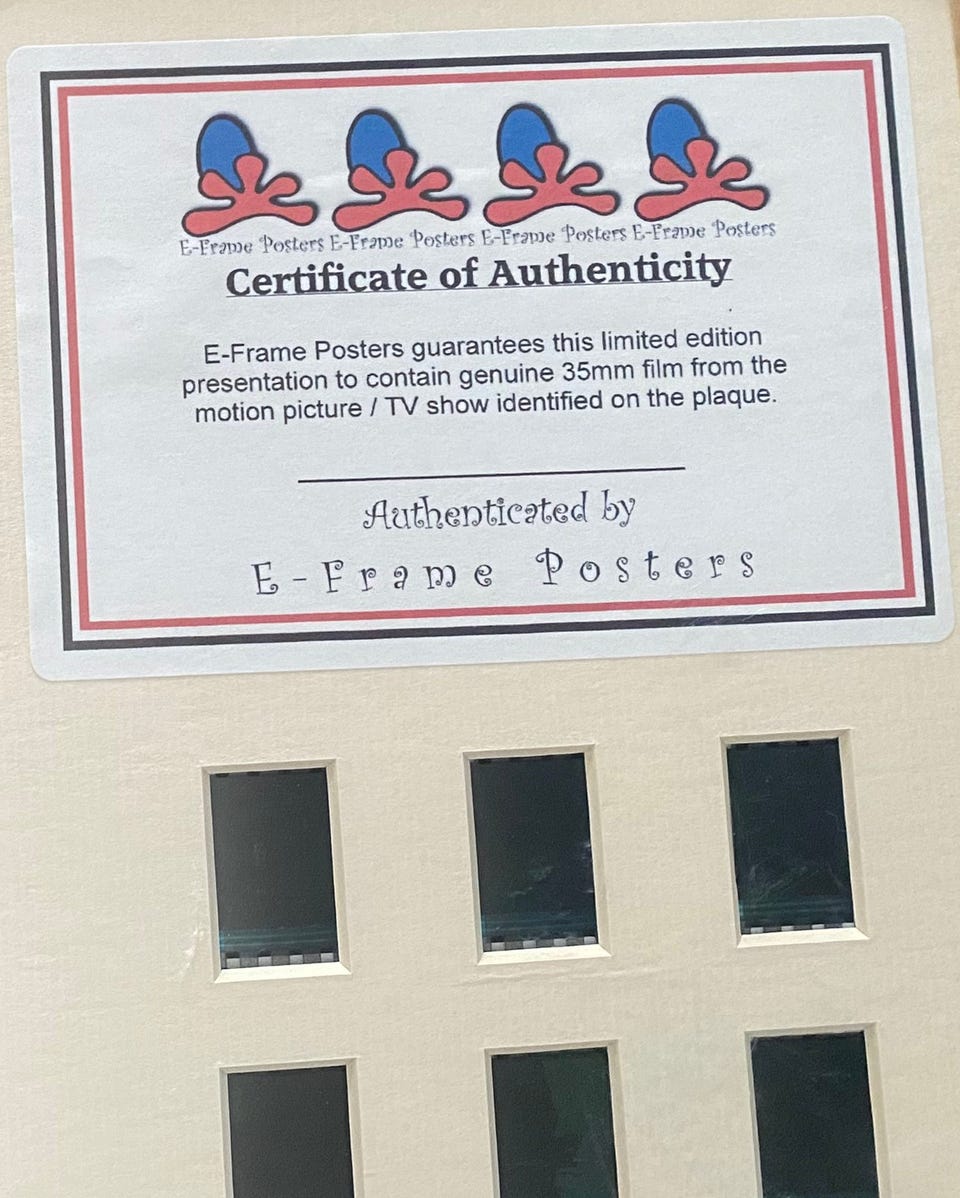 E-Frame Posters E-Frame Posters E-Frame Posters E-Frame Posters
Certificate of Authenticity
E-Frame Posters guarantees this limited edition
presentation to contain genuine 35mm film from the
motion picture / TV show identified on the plaque.
Authenticated by
E-Frame Posters